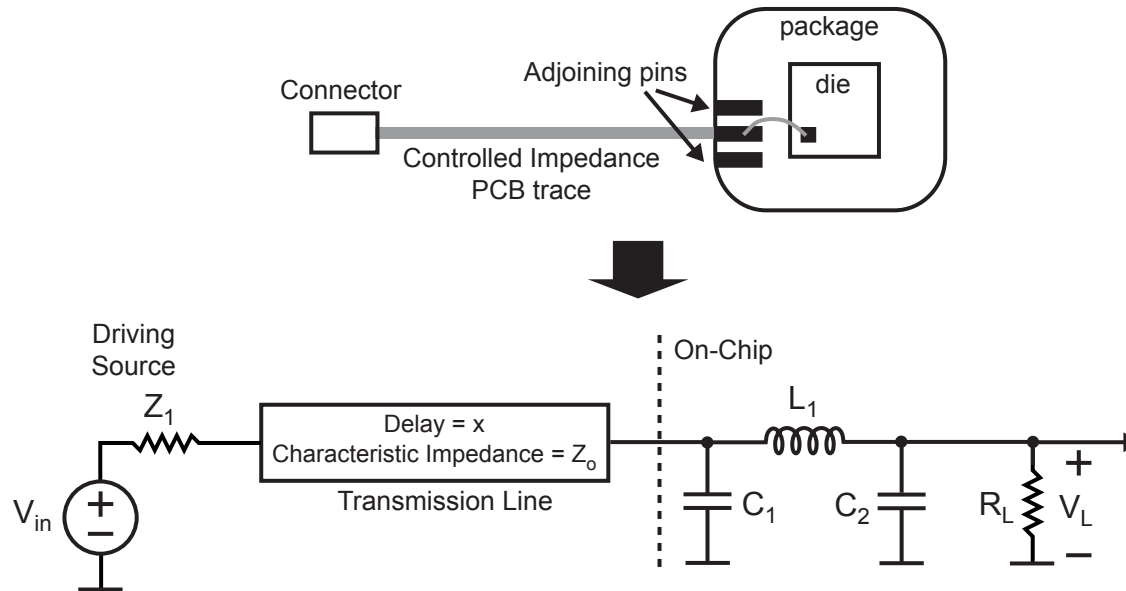 package
Adjoining pins
die
Connector
Controlled Impedance
PCB trace
Driving
Source
On-Chip
Z1
L1
Delay = x
Characteristic Impedance = Zo
Transmission Line
Vin
+
−
C1
C2
RL
+
VL
−